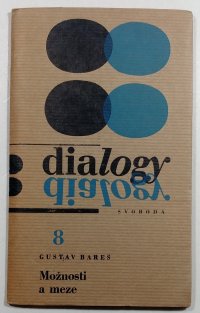 dialogy
dialogy
SVOBODA
8
GUSTAV BAREŠ
Možnosti
a meze